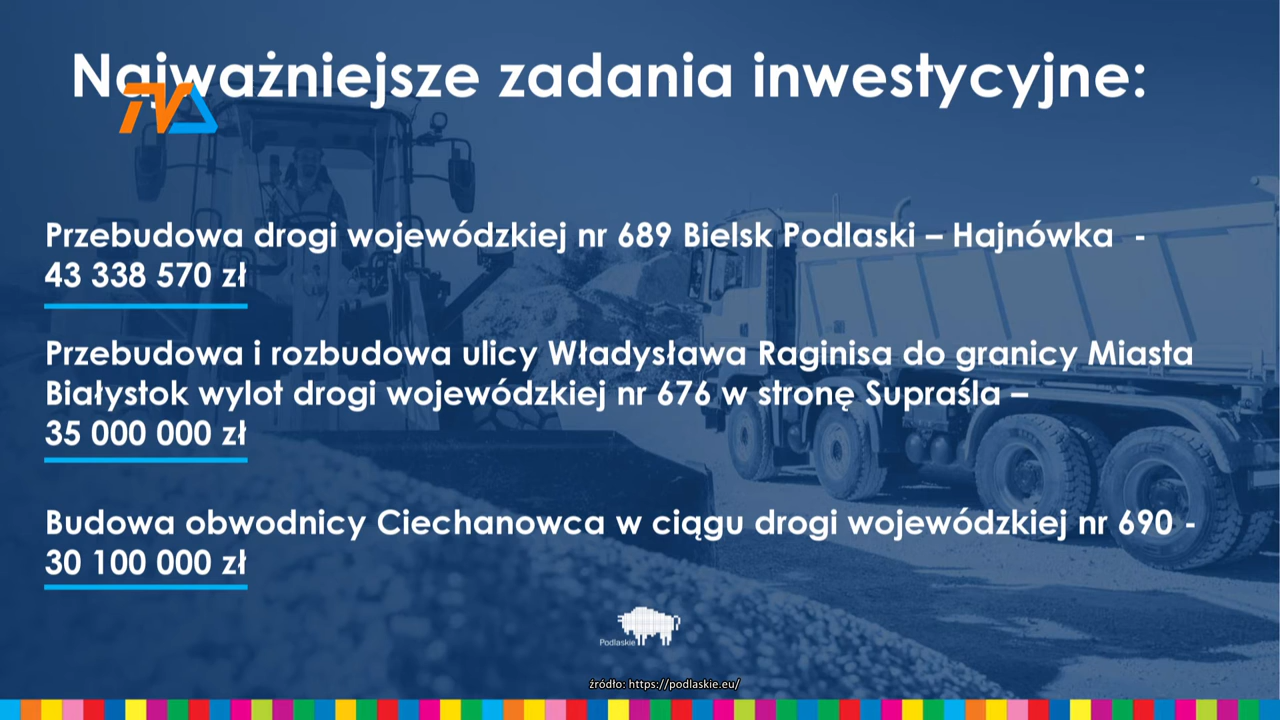 Najważniejsze zadania inwestycyjne:
TVA
Przebudowa drogi wojewódzkiej nr 689 Bielsk Podlaski – Hajnówka -
43 338 570 zł
Przebudowa i rozbudowa ulicy Władysława Raginisa do granicy Miasta
Białystok wylot drogi wojewódzkiej nr 676 w stronę Supraśla –
35 000 000 zł
Budowa obwodnicy Ciechanowca w ciągu drogi wojewódzkiej nr 690 -
30 100 000 zł
Podlaskie
źródło: https://podlaskie.eu/